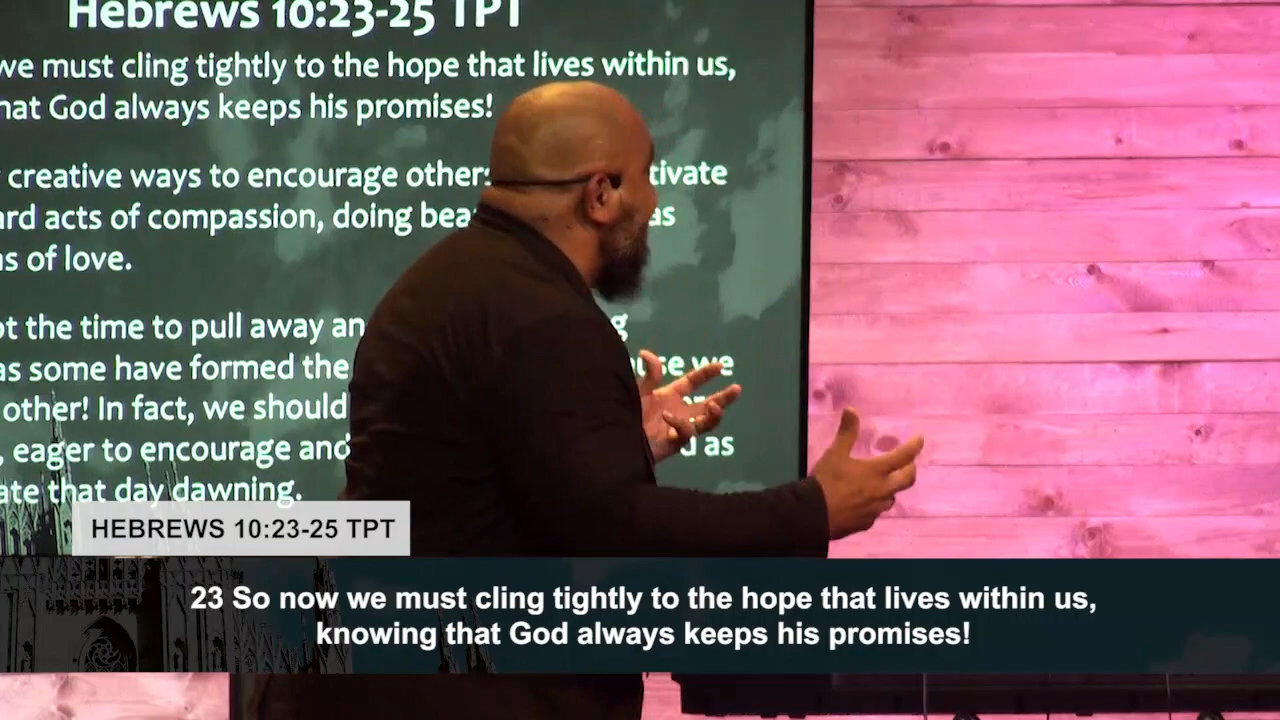 Hebrews 10:23-25 TPT
we must cling tightly to the hope that lives within us,
hat God always keeps his promises!
creative ways to encourage others tivate
ard acts of compassion, doing bea as
s of love.
ot the time to pull away an g
as some have formed the use we
other! In fact, we should
, eager to encourage and d as
ate that day dawning.
HEBREWS 10:23-25 TPT
23 So now we must cling tightly to the hope that lives within us,
knowing that God always keeps his promises!